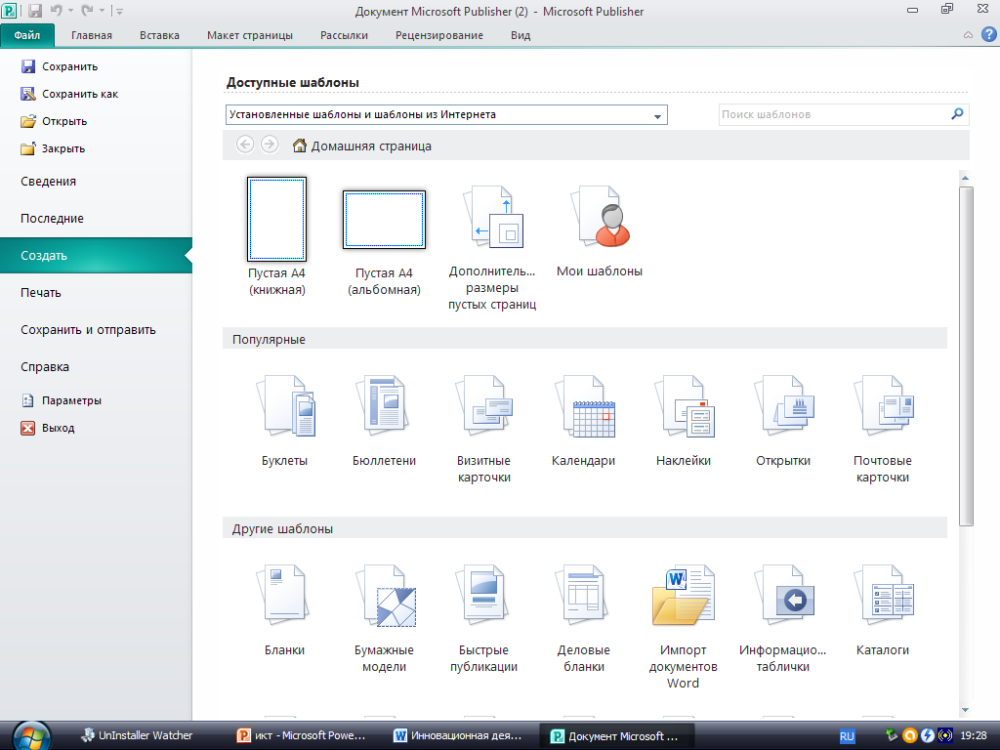 Документ Microsoft Publisher (2) - Microsoft Publisher
Файл Главная Вставка Макет страницы Рассылки Рецензирование Вид
Сохранить
Сохранить как
Открыть
Закрыть
Сведения
Последние
Создать
Печать
Сохранить и отправить
Справка
Параметры
Выход
Доступные шаблоны
Установленные шаблоны и шаблоны из Интернета
Поиск шаблонов
Домашняя страница
Пустая A4
(книжная)
Пустая A4
(альбомная)
Дополнитель...
размеры
пустых страниц
Мои шаблоны
Популярные
Буклеты
Бюллетени
Визитные
карточки
Календари
Наклейки
Открытки
Почтовые
карточки
Другие шаблоны
Бланки
Бумажные
модели
Быстрые
публикации
Деловые
бланки
Импорт
документов
Word
Информацио...
таблички
Каталоги
UnInstaller Watcher
икт - Microsoft Powe...
Инновационная дея...
Документ Microsoft ...
RU
19:28